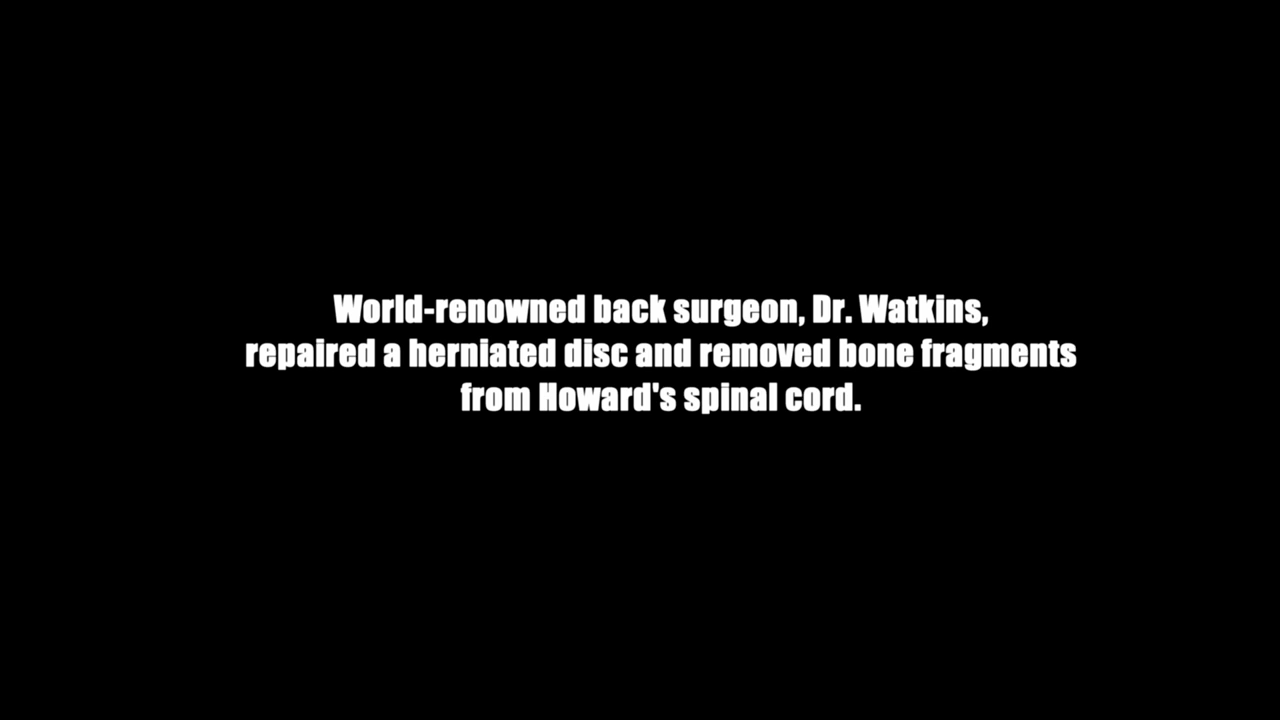 World-renowned back surgeon, Dr. Watkins,
repaired a herniated disc and removed bone fragments
from Howard's spinal cord.